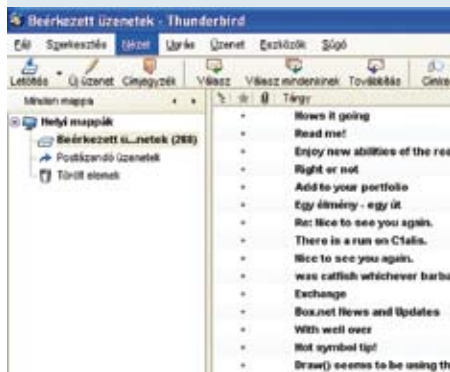 Beérkezett üzenetek - Thunderbird
Fájl Szerkesztés Nézet Ugrás Üzenet Eszközök Súgó
Letöltés Új üzenet Címjegyzék Válasz Válasz mindenkinek Továbbítás Címke
Minden mappa
Tárgy
Helyi mappák
Beérkezett ü...netek (288)
Postázandó üzenetek
Törölt elemek
Hows it going
Read me!
Enjoy new abilities of the rea
Right or not
Add to your portfolio
Egy élmény - egy út
Re: Nice to see you again.
There is a run on C1alis.
Nice to see you again.
was catfish whichever barba
Exchange
Box.net News and Updates
With well over
Hot symbol tip!
Draw() seems to be using th